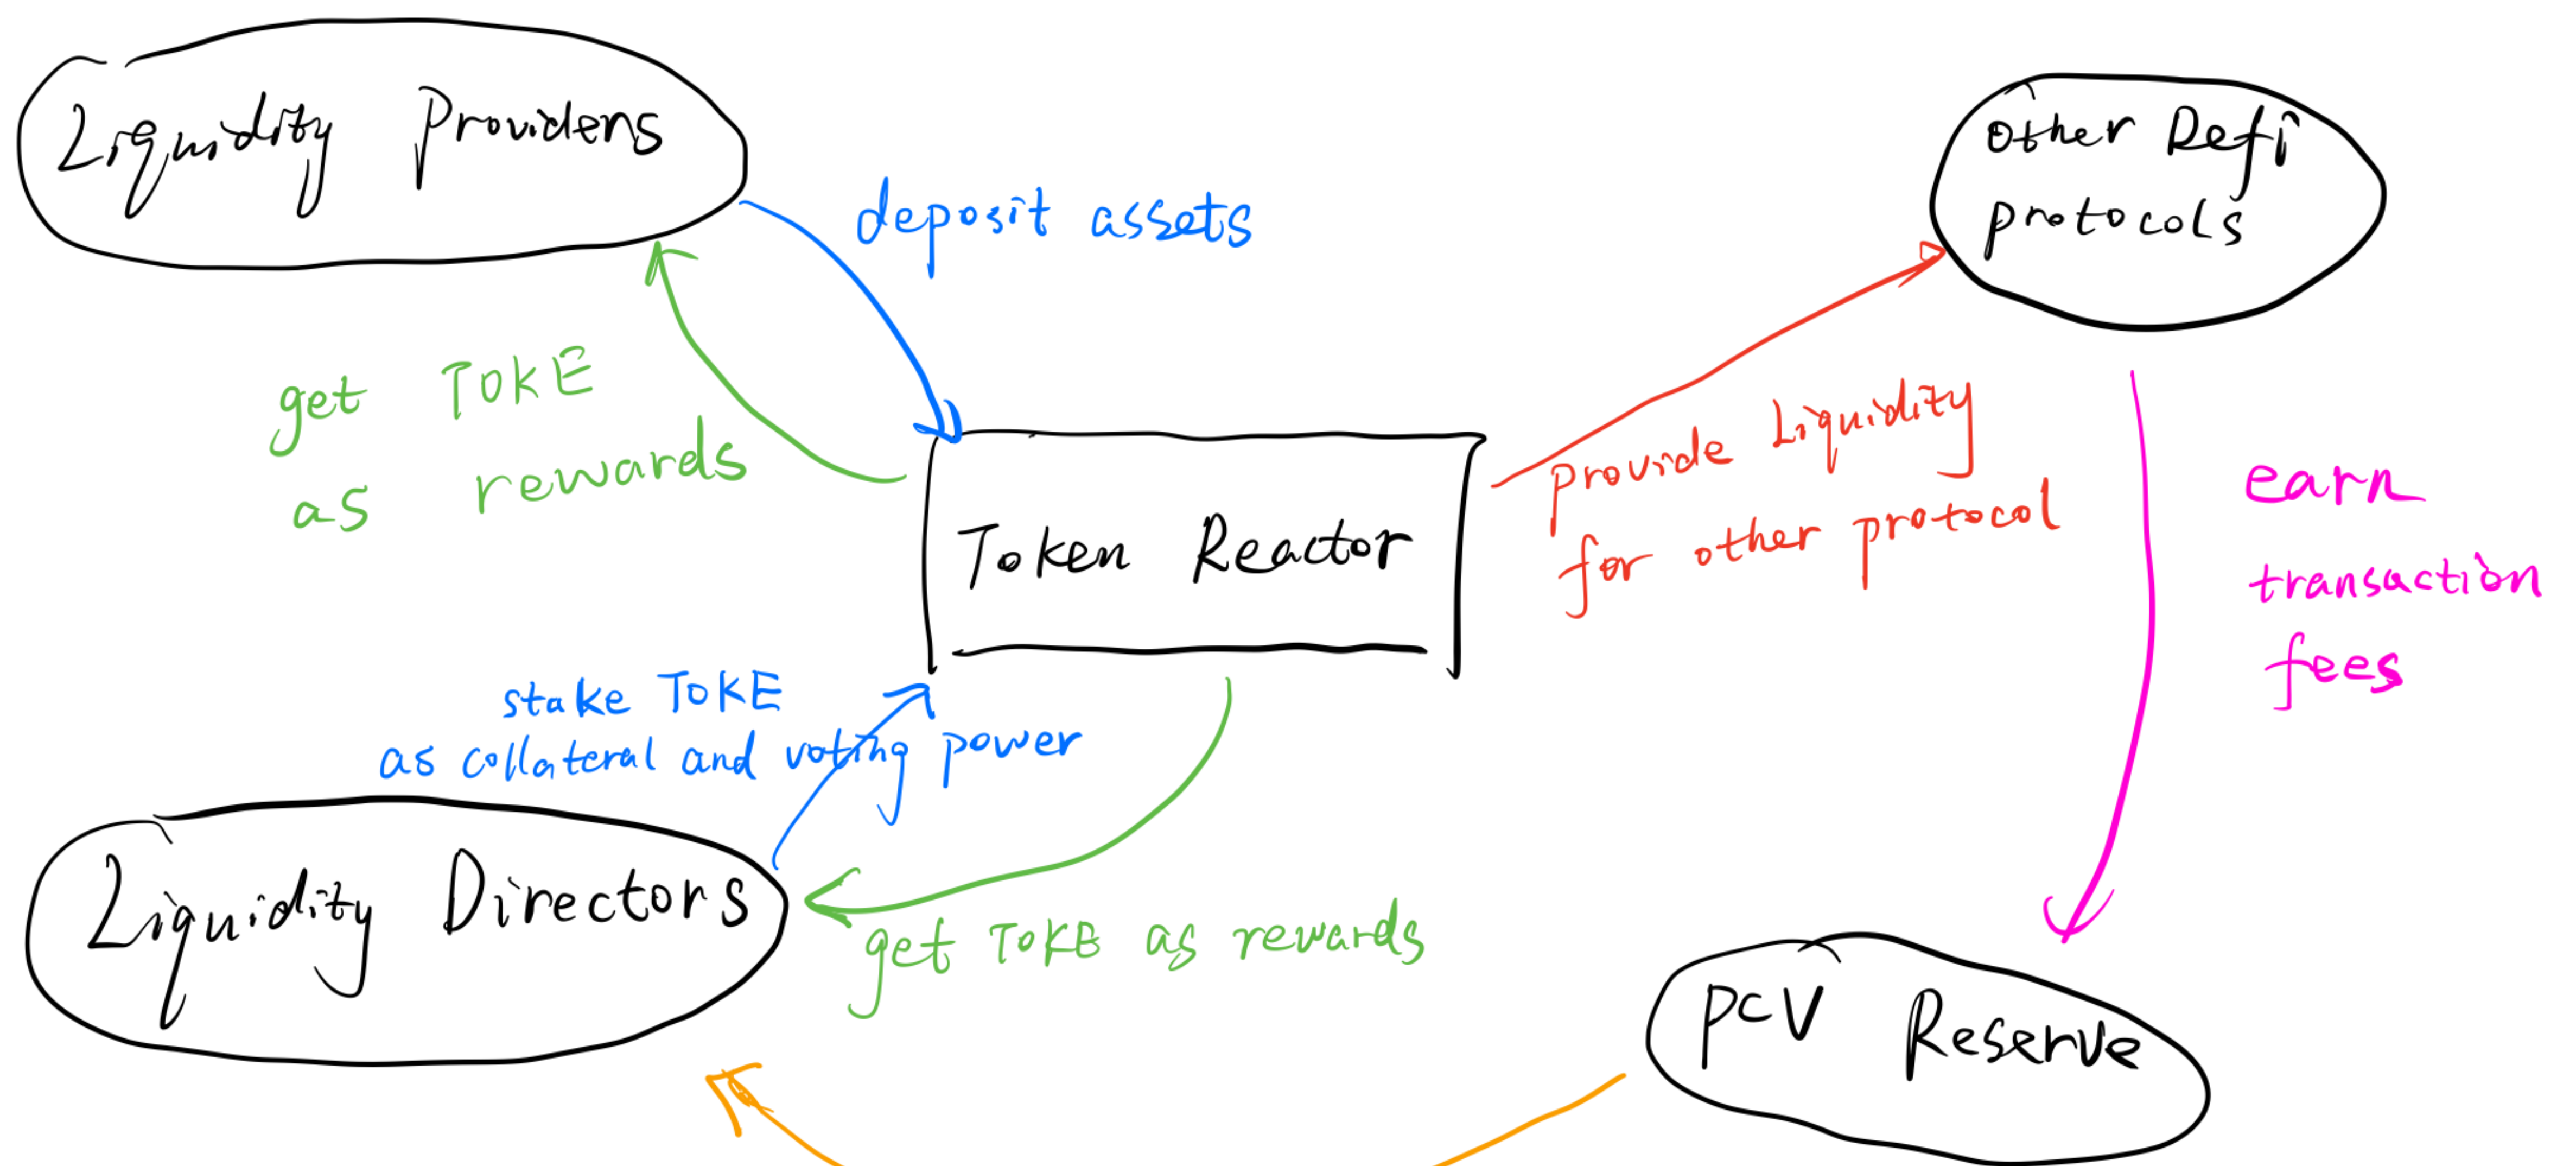 Liquidity Providers
other Defi
protocols
deposit assets
get TOKE
as rewards
provide Liquidity
for other protocol
earn
transaction
fees
Token Reactor
stake TOKE
as collateral and voting power
Liquidity Directors
get TOKE as rewards
PCV Reserve